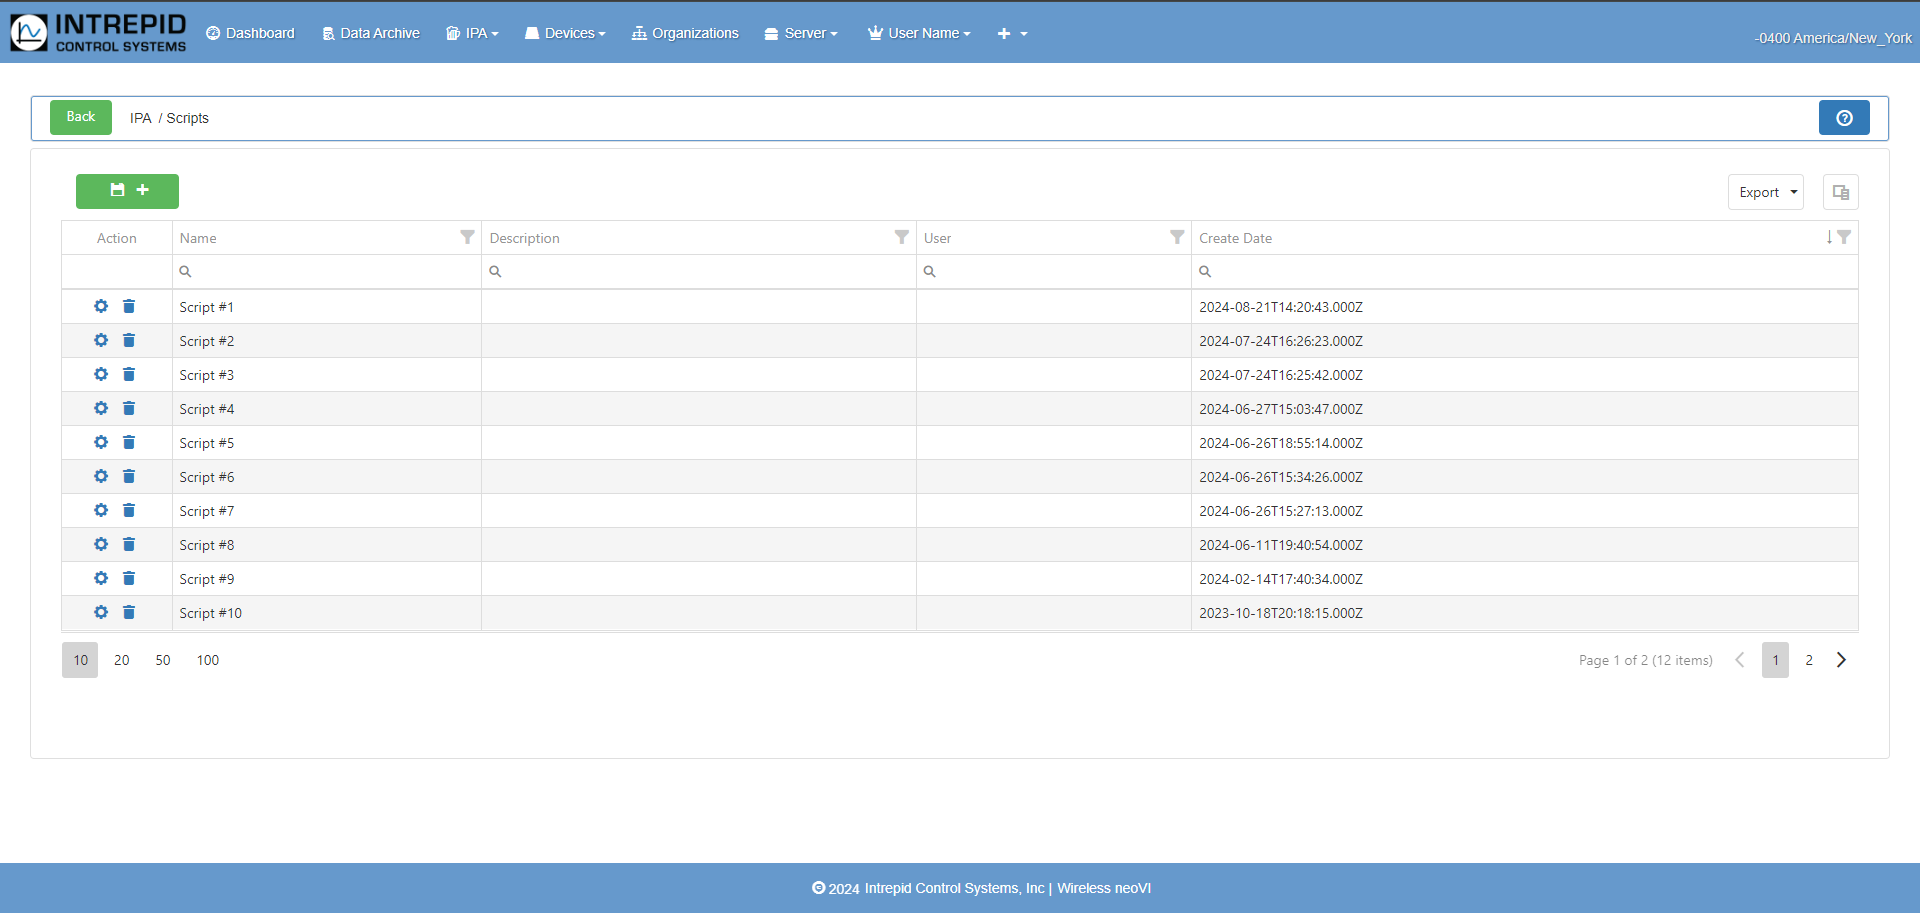 INTREPID
CONTROL SYSTEMS
Dashboard Data Archive IPA Devices Organizations Server User Name
-0400 America/New_York
Back IPA / Scripts
Export
Action Name Description User Create Date
Script #1 2024-08-21T14:20:43.000Z
Script #2 2024-07-24T16:26:23.000Z
Script #3 2024-07-24T16:25:42.000Z
Script #4 2024-06-27T15:03:47.000Z
Script #5 2024-06-26T18:55:14.000Z
Script #6 2024-06-26T15:34:26.000Z
Script #7 2024-06-26T15:27:13.000Z
Script #8 2024-06-11T19:40:54.000Z
Script #9 2024-02-14T17:40:34.000Z
Script #10 2023-10-18T20:18:15.000Z
10 20 50 100 Page 1 of 2 (12 items) 1 2
2024 Intrepid Control Systems, Inc | Wireless neoVI